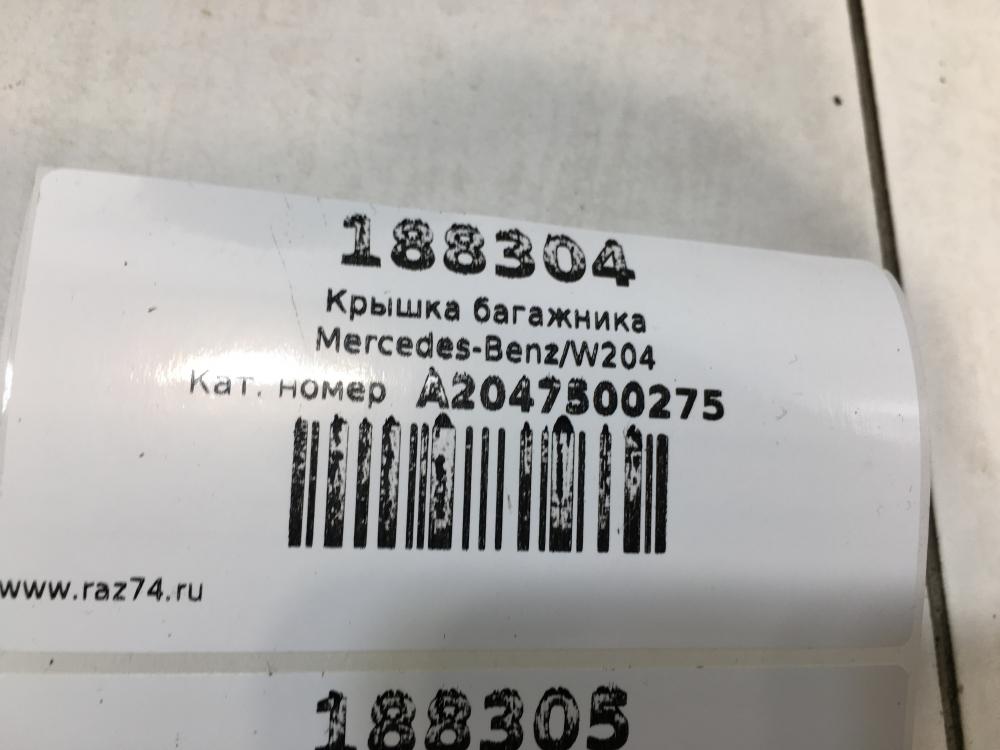 188304
Крышка багажника
Mercedes-Benz/W204
Кат. номер A2047500275
www.raz74.ru
188305